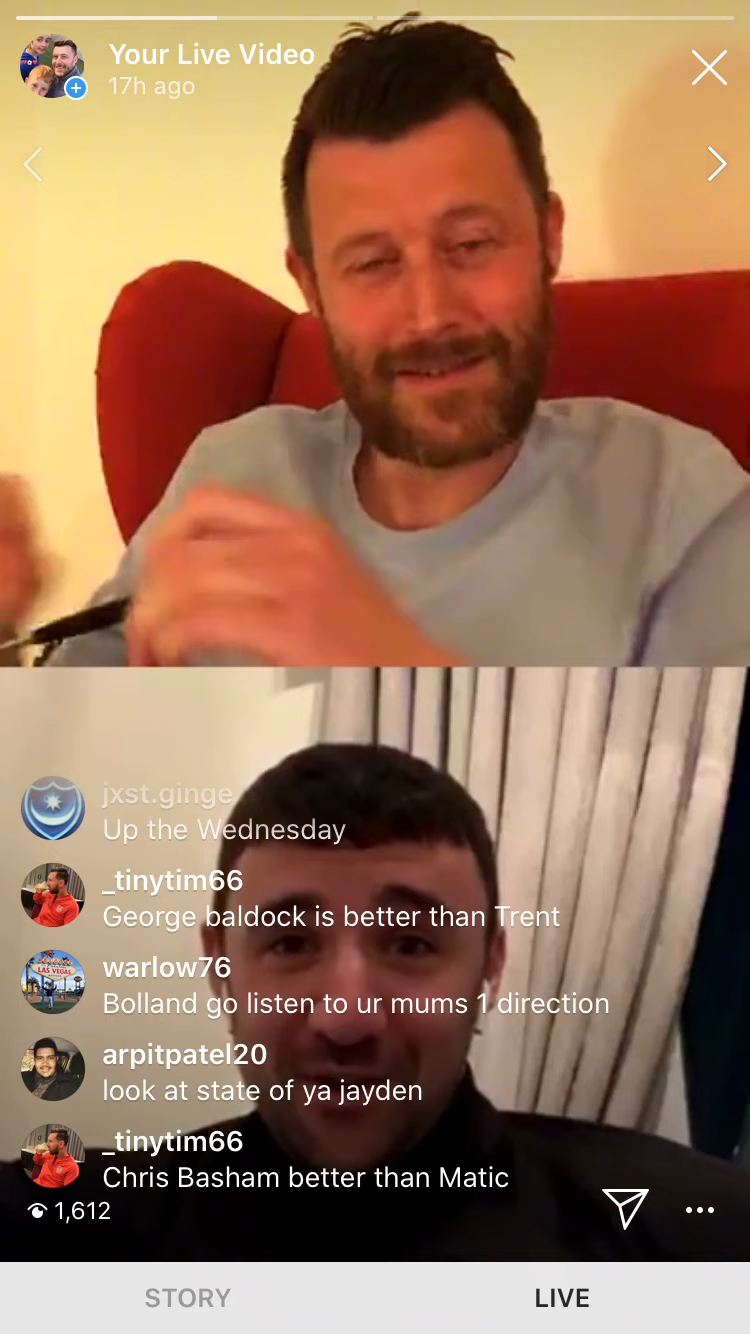 Your Live Video
17h ago
jxst.ginge
Up the Wednesday
_tinytim66
George baldock is better than Trent
warlow76
LAS VEGAS
Bolland go listen to ur mums 1 direction
arpitpatel20
look at state of ya jayden
_tinytim66
Chris Basham better than Matic
1,612
STORY
LIVE